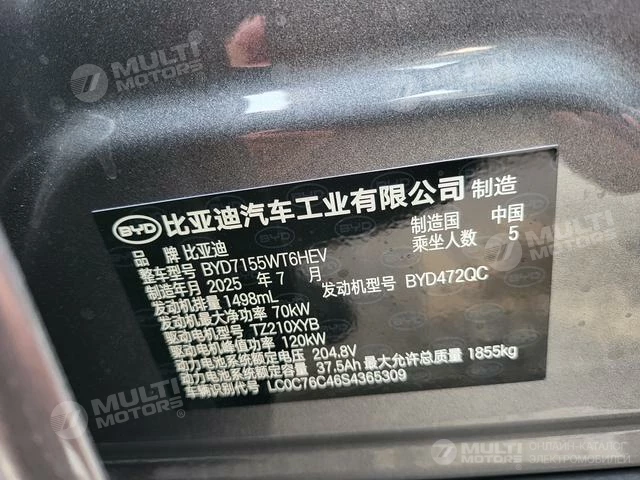 MULTI MOTORS
MULTI MOTORS
BYD 比亚迪汽车工业有限公司 制造
品牌 比亚迪 制造国 中国
整车型号 BYD7155WT6HEV 乘坐人数 5
制造年月 2025 年 7 月
发动机排量 1498mL 发动机型号 BYD472QC
发动机最大净功率 70kW
驱动电机型号 TZ210XYB
驱动电机峰值功率 120kW
动力电池系统额定电压 204.8V
动力电池系统额定容量 37.5Ah 最大允许总质量 1855kg
车辆识别代号 LC0C76C46S4365309
MULTI MOTORS
MULTI MOTORS ОНЛАЙН-КАТАЛОГ ЭЛЕКТРОМОБИЛЕЙ